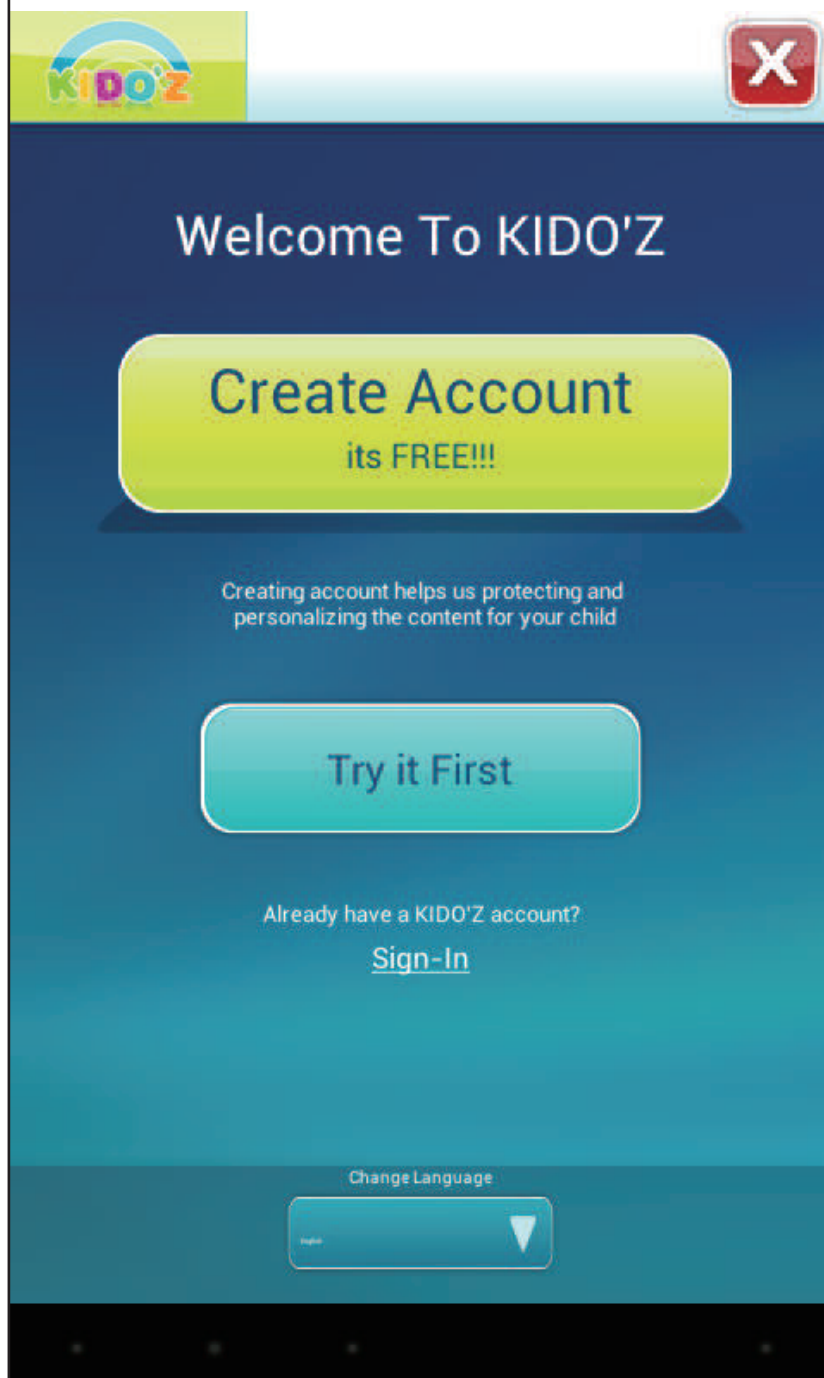 KIDO'Z
X
Welcome To KIDO'Z
Create Account
its FREE!!!
Creating account helps us protecting and
personalizing the content for your child
Try it First
Already have a KIDO'Z account?
Sign-In
Change Language
English